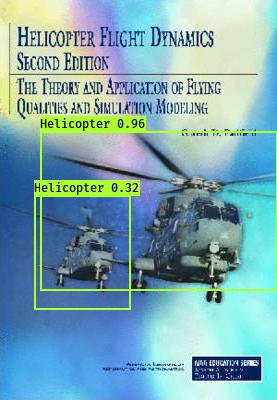 HELICOPTER FLIGHT DYNAMICS
SECOND EDITION
THE THEORY AND APPLICATION OF FLYING
QUALITIES AND SIMULATION MODELING
Helicopter 0.96
Helicopter 0.32
AIAA EDUCATION SERIES